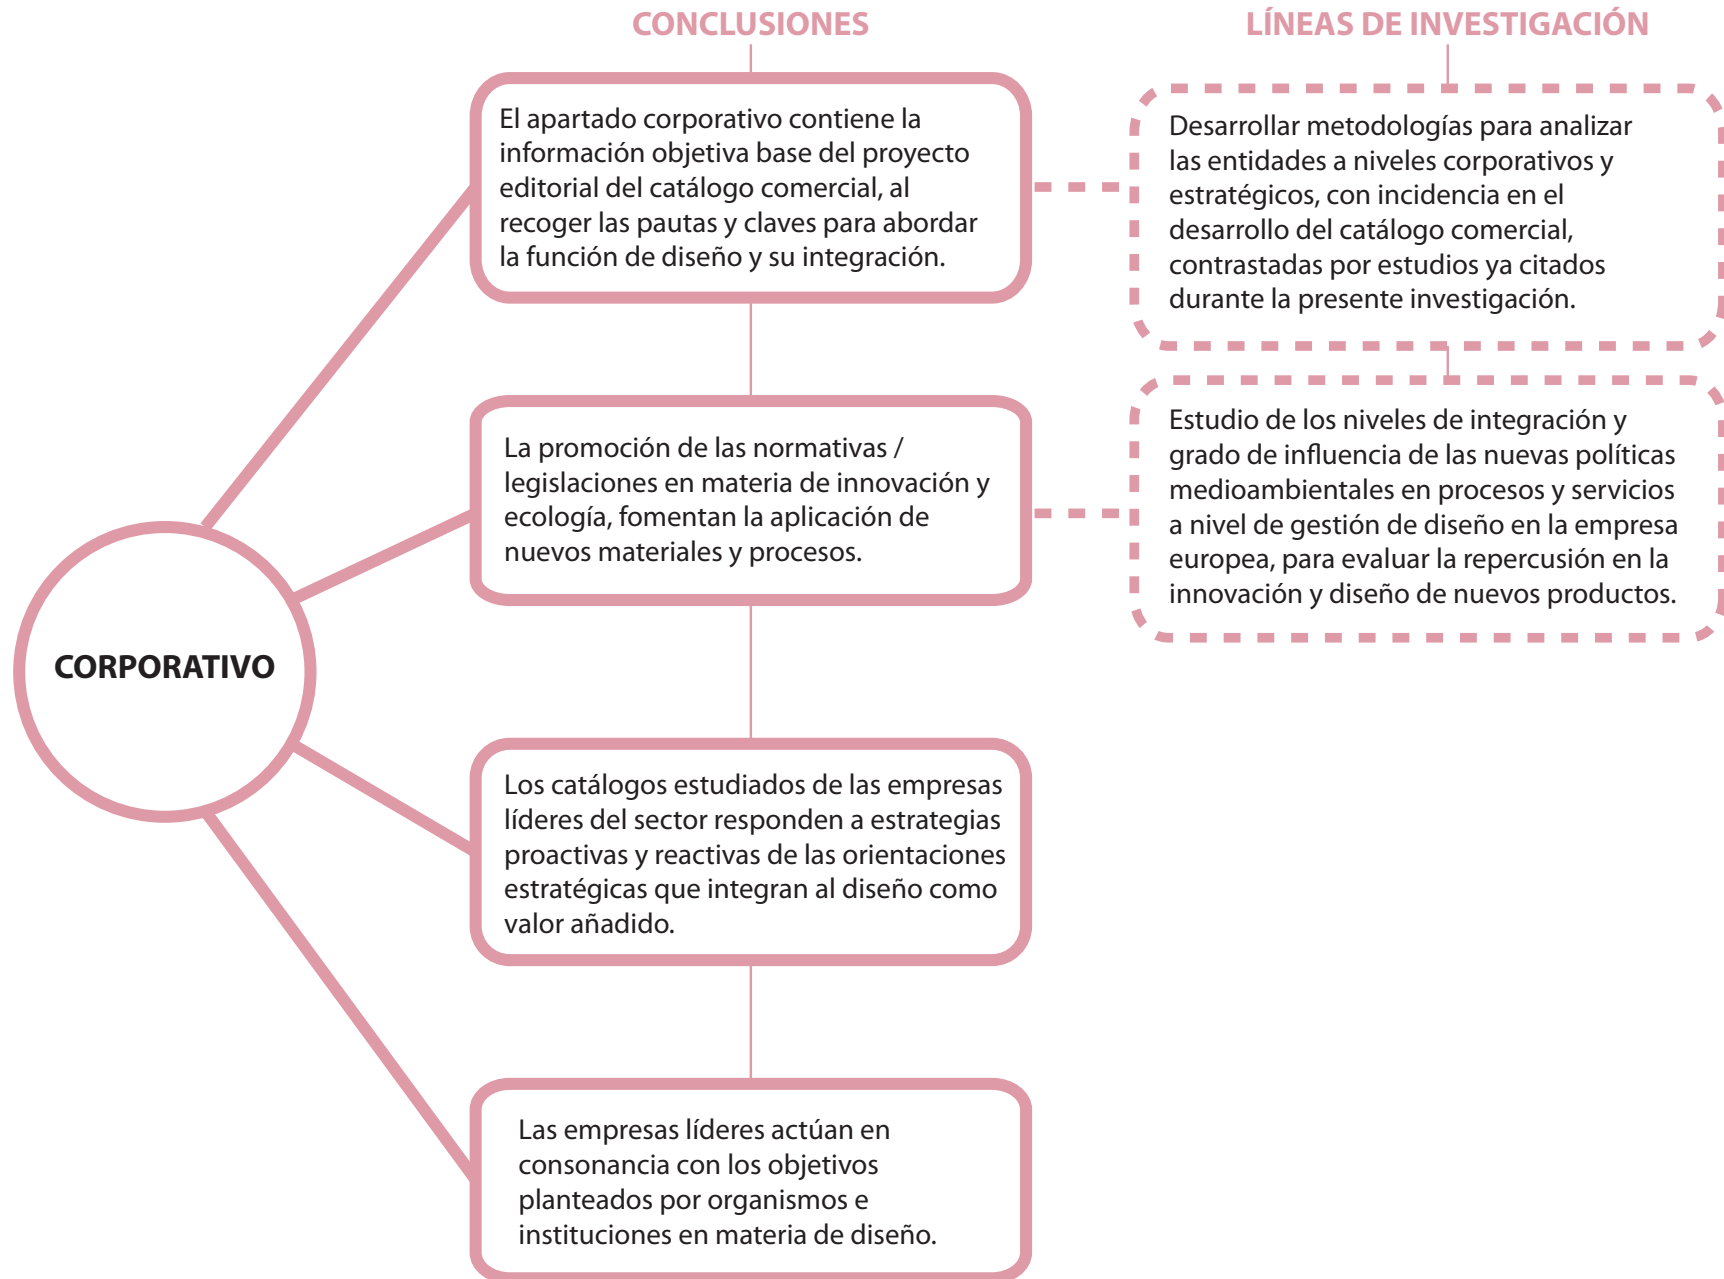 CONCLUSIONES
El apartado corporativo contiene la
información objetiva base del proyecto
editorial del catálogo comercial, al
recoger las pautas y claves para abordar
la función de diseño y su integración.
La promoción de las normativas /
legislaciones en materia de innovación y
ecología, fomentan la aplicación de
nuevos materiales y procesos.
CORPORATIVO
Los catálogos estudiados de las empresas
líderes del sector responden a estrategias
proactivas y reactivas de las orientaciones
estratégicas que integran al diseño como
valor añadido.
Las empresas líderes actúan en
consonancia con los objetivos
planteados por organismos e
instituciones en materia de diseño.
LÍNEAS DE INVESTIGACIÓN
Desarrollar metodologías para analizar
las entidades a niveles corporativos y
estratégicos, con incidencia en el
desarrollo del catálogo comercial,
contrastadas por estudios ya citados
durante la presente investigación.
Estudio de los niveles de integración y
grado de influencia de las nuevas políticas
medioambientales en procesos y servicios
a nivel de gestión de diseño en la empresa
europea, para evaluar la repercusión en la
innovación y diseño de nuevos productos.